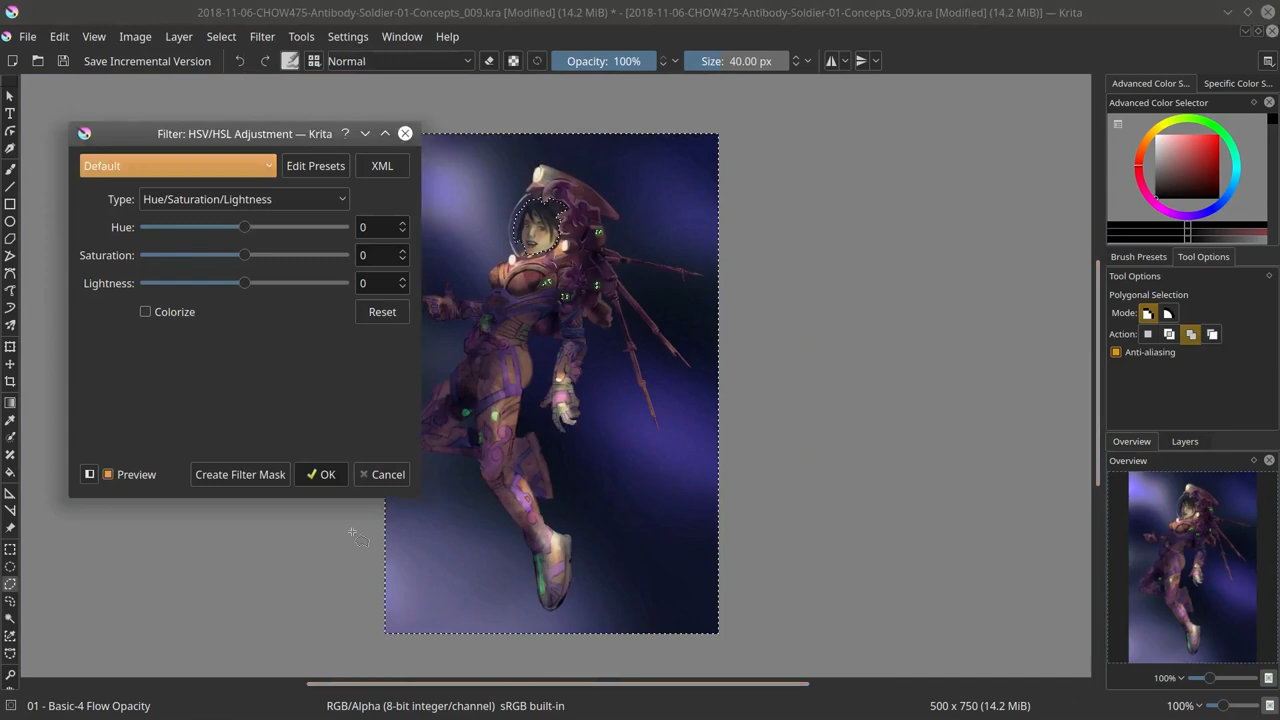 2018-11-06-CHOW475-Antibody-Soldier-01-Concepts_009.kra [Modified] (14.2 MiB) * - [2018-11-06-CHOW475-Antibody-Soldier-01-Concepts_009.kra [Modified] (14.2 MiB)] — Krita
File Edit View Image Layer Select Filter Tools Settings Window Help
Save Incremental Version Normal Opacity: 100% Size: 40.00 px
Advanced Color S... Specific Color S...
Advanced Color Selector
Filter: HSV/HSL Adjustment — Krita
Default Edit Presets XML
Type: Hue/Saturation/Lightness
Hue: 0
Saturation: 0
Lightness: 0
Colorize Reset
Preview Create Filter Mask OK Cancel
Brush Presets Tool Options
Tool Options
Polygonal Selection
Mode:
Action:
Anti-aliasing
Overview Layers
Overview
100%
01 - Basic-4 Flow Opacity RGB/Alpha (8-bit integer/channel) sRGB built-in 500 x 750 (14.2 MiB) 100%